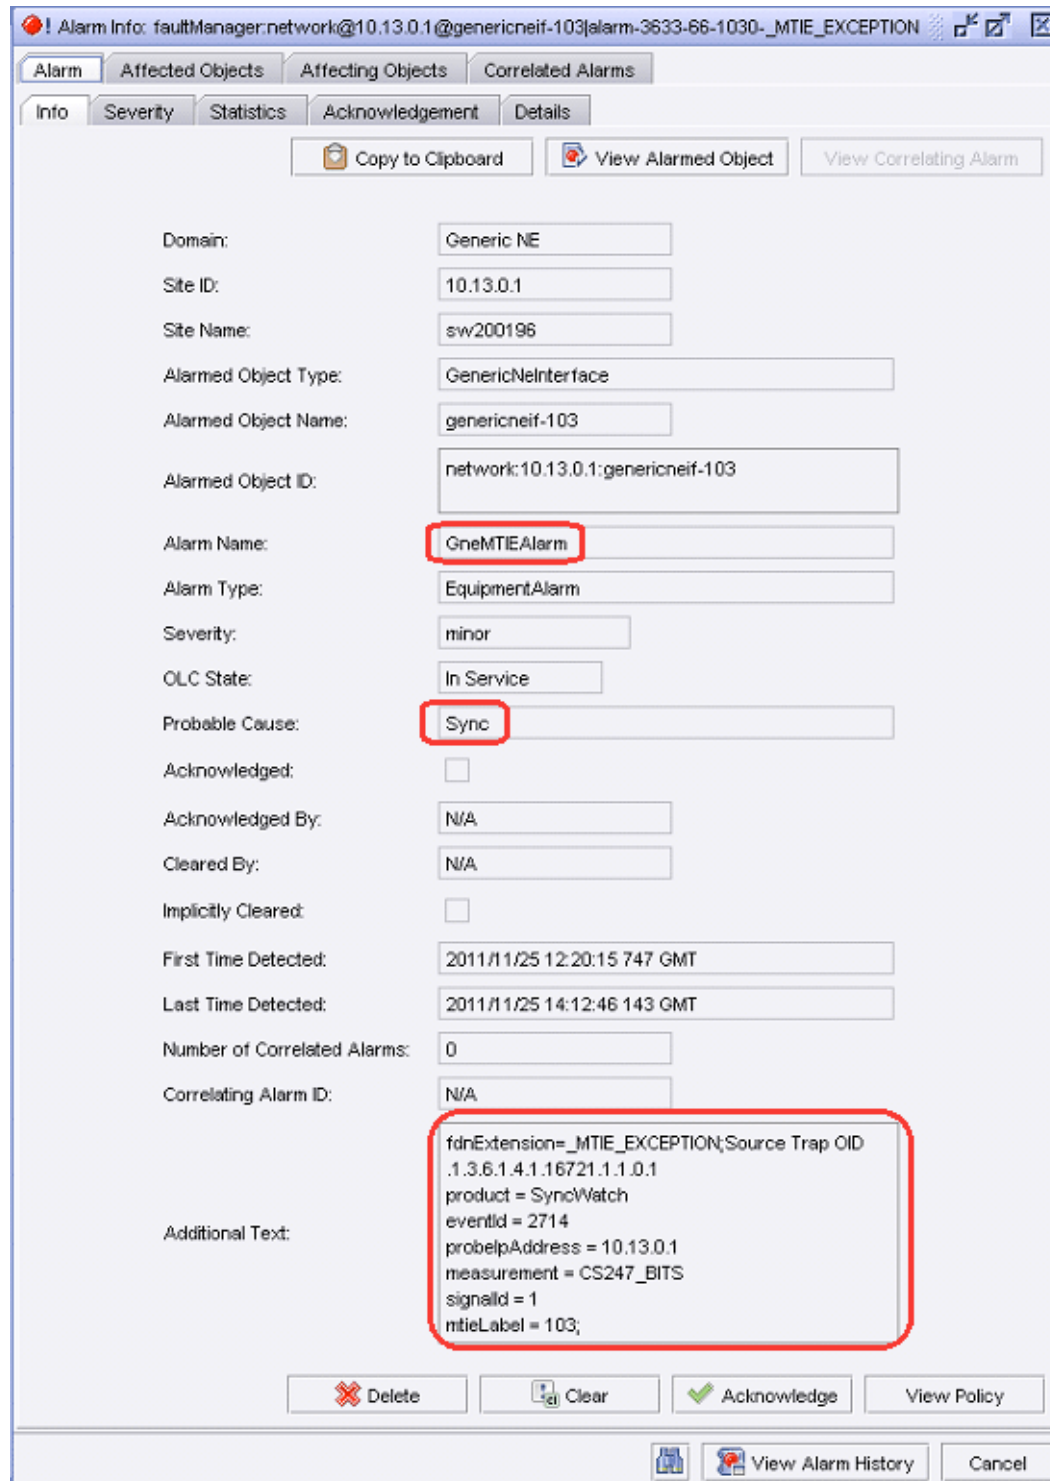 ! Alarm Info: faultManager:network@10.13.0.1@genericneif-103|alarm-3633-66-1030-_MTIE_EXCEPTION
Alarm Affected Objects Affecting Objects Correlated Alarms
Info Severity Statistics Acknowledgement Details
Copy to Clipboard View Alarmed Object View Correlating Alarm
Domain: Generic NE
Site ID: 10.13.0.1
Site Name: sw200196
Alarmed Object Type: GenericNeInterface
Alarmed Object Name: genericneif-103
Alarmed Object ID: network:10.13.0.1:genericneif-103
Alarm Name: GneMTIEAlarm
Alarm Type: EquipmentAlarm
Severity: minor
OLC State: In Service
Probable Cause: Sync
Acknowledged:
Acknowledged By: N/A
Cleared By: N/A
Implicitly Cleared:
First Time Detected: 2011/11/25 12:20:15 747 GMT
Last Time Detected: 2011/11/25 14:12:46 143 GMT
Number of Correlated Alarms: 0
Correlating Alarm ID: N/A
Additional Text:
fdnExtension=_MTIE_EXCEPTION;Source Trap OID
.1.3.6.1.4.1.16721.1.1.0.1
product = SyncWatch
eventId = 2714
probeIpAddress = 10.13.0.1
measurement = CS247_BITS
signalId = 1
mtieLabel = 103;
Delete Clear Acknowledge View Policy
View Alarm History Cancel